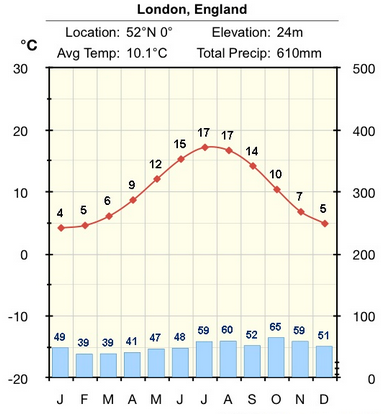 London, England
Location: 52°N 0° Elevation: 24m
°C Avg Temp: 10.1°C Total Precip: 610mm
30 500
20 400
10 300
0 200
-10 100
-20 0
4 5 6 9 12 15 17 17 14 10 7 5
49 39 39 41 47 48 59 60 52 65 59 51
J F M A M J J A S O N D